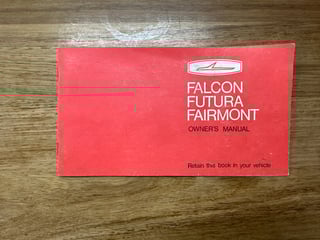 FALCON
FUTURA
FAIRMONT
OWNER'S MANUAL
Retain this book in your vehicle